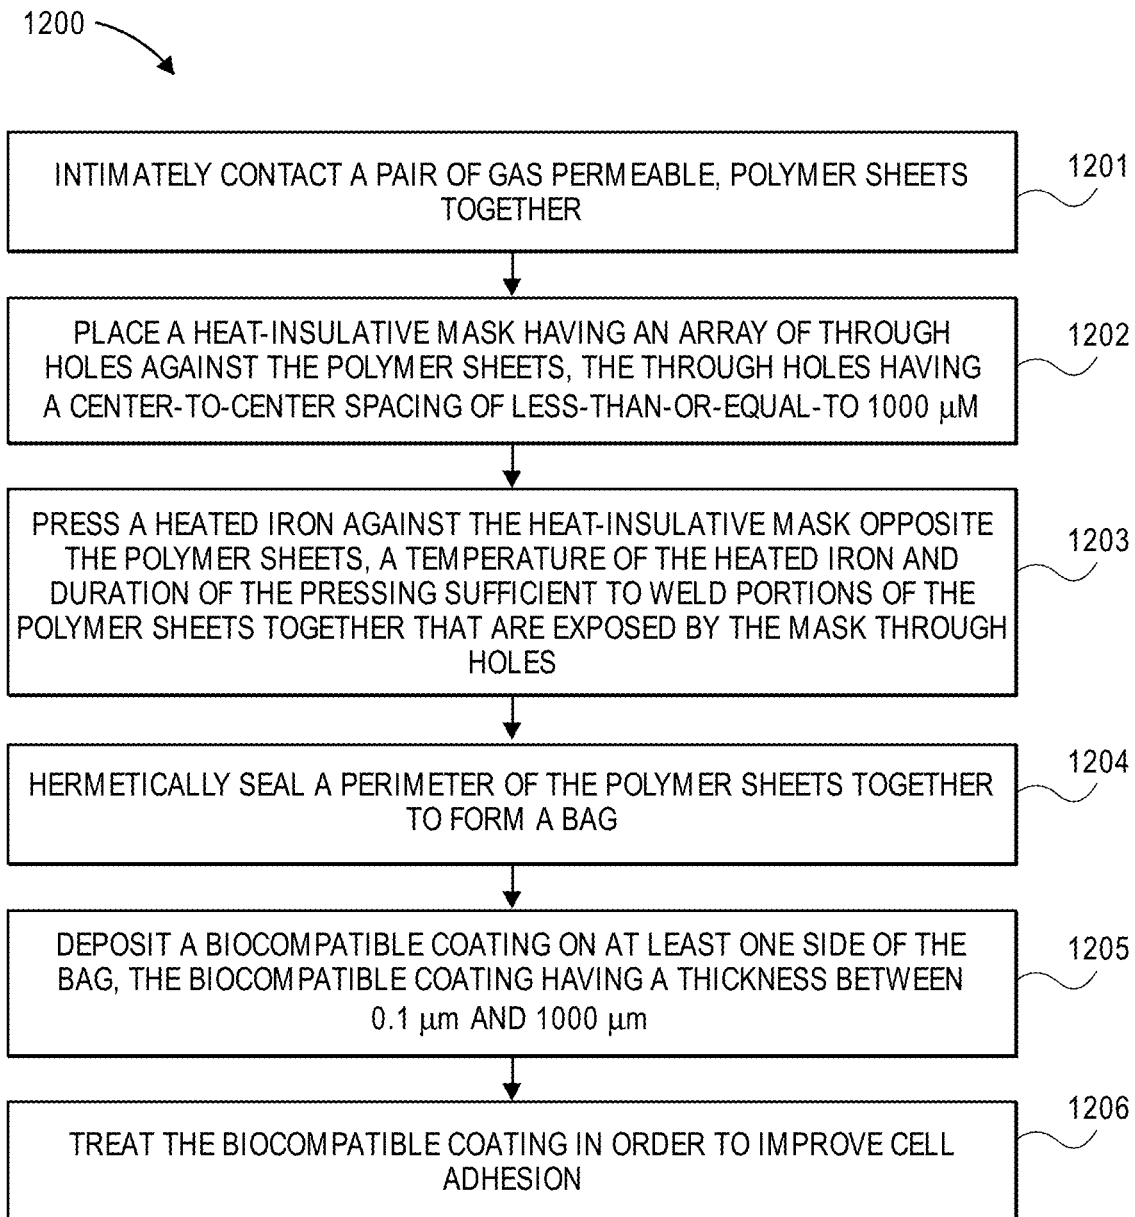 1200
INTIMATELY CONTACT A PAIR OF GAS PERMEABLE, POLYMER SHEETS
TOGETHER
1201
PLACE A HEAT-INSULATIVE MASK HAVING AN ARRAY OF THROUGH
HOLES AGAINST THE POLYMER SHEETS, THE THROUGH HOLES HAVING
A CENTER-TO-CENTER SPACING OF LESS-THAN-OR-EQUAL-TO 1000 μM
1202
PRESS A HEATED IRON AGAINST THE HEAT-INSULATIVE MASK OPPOSITE
THE POLYMER SHEETS, A TEMPERATURE OF THE HEATED IRON AND
DURATION OF THE PRESSING SUFFICIENT TO WELD PORTIONS OF THE
POLYMER SHEETS TOGETHER THAT ARE EXPOSED BY THE MASK THROUGH
HOLES
1203
HERMETICALLY SEAL A PERIMETER OF THE POLYMER SHEETS TOGETHER
TO FORM A BAG
1204
DEPOSIT A BIOCOMPATIBLE COATING ON AT LEAST ONE SIDE OF THE
BAG, THE BIOCOMPATIBLE COATING HAVING A THICKNESS BETWEEN
0.1 μm AND 1000 μm
1205
TREAT THE BIOCOMPATIBLE COATING IN ORDER TO IMPROVE CELL
ADHESION
1206